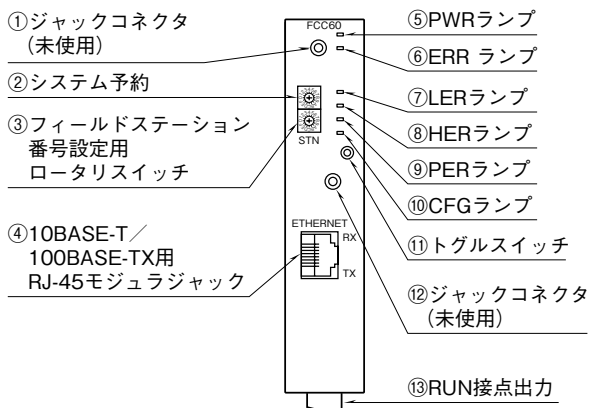 ①ジャックコネクタ
（未使用）
②システム予約
③フィールドステーション
番号設定用
ロータリスイッチ
④10BASE-T／
100BASE-TX用
RJ-45モジュラジャック
FCC60
STN
ETHERNET
RX
TX
⑤PWRランプ
⑥ERR ランプ
⑦LERランプ
⑧HERランプ
⑨PERランプ
⑩CFGランプ
⑪トグルスイッチ
⑫ジャックコネクタ
（未使用）
⑬RUN接点出力